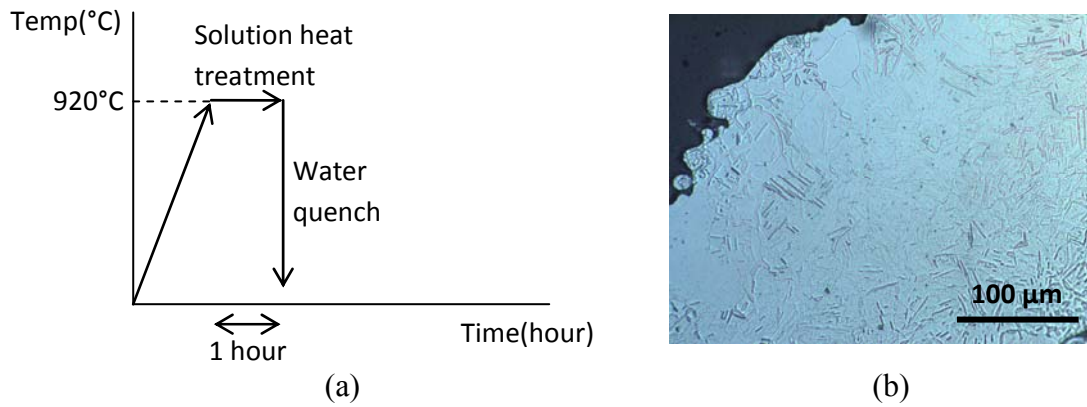 Temp(°C)
Solution heat
treatment
920°C
Water
quench
1 hour
Time(hour)
(a)
100 µm
(b)